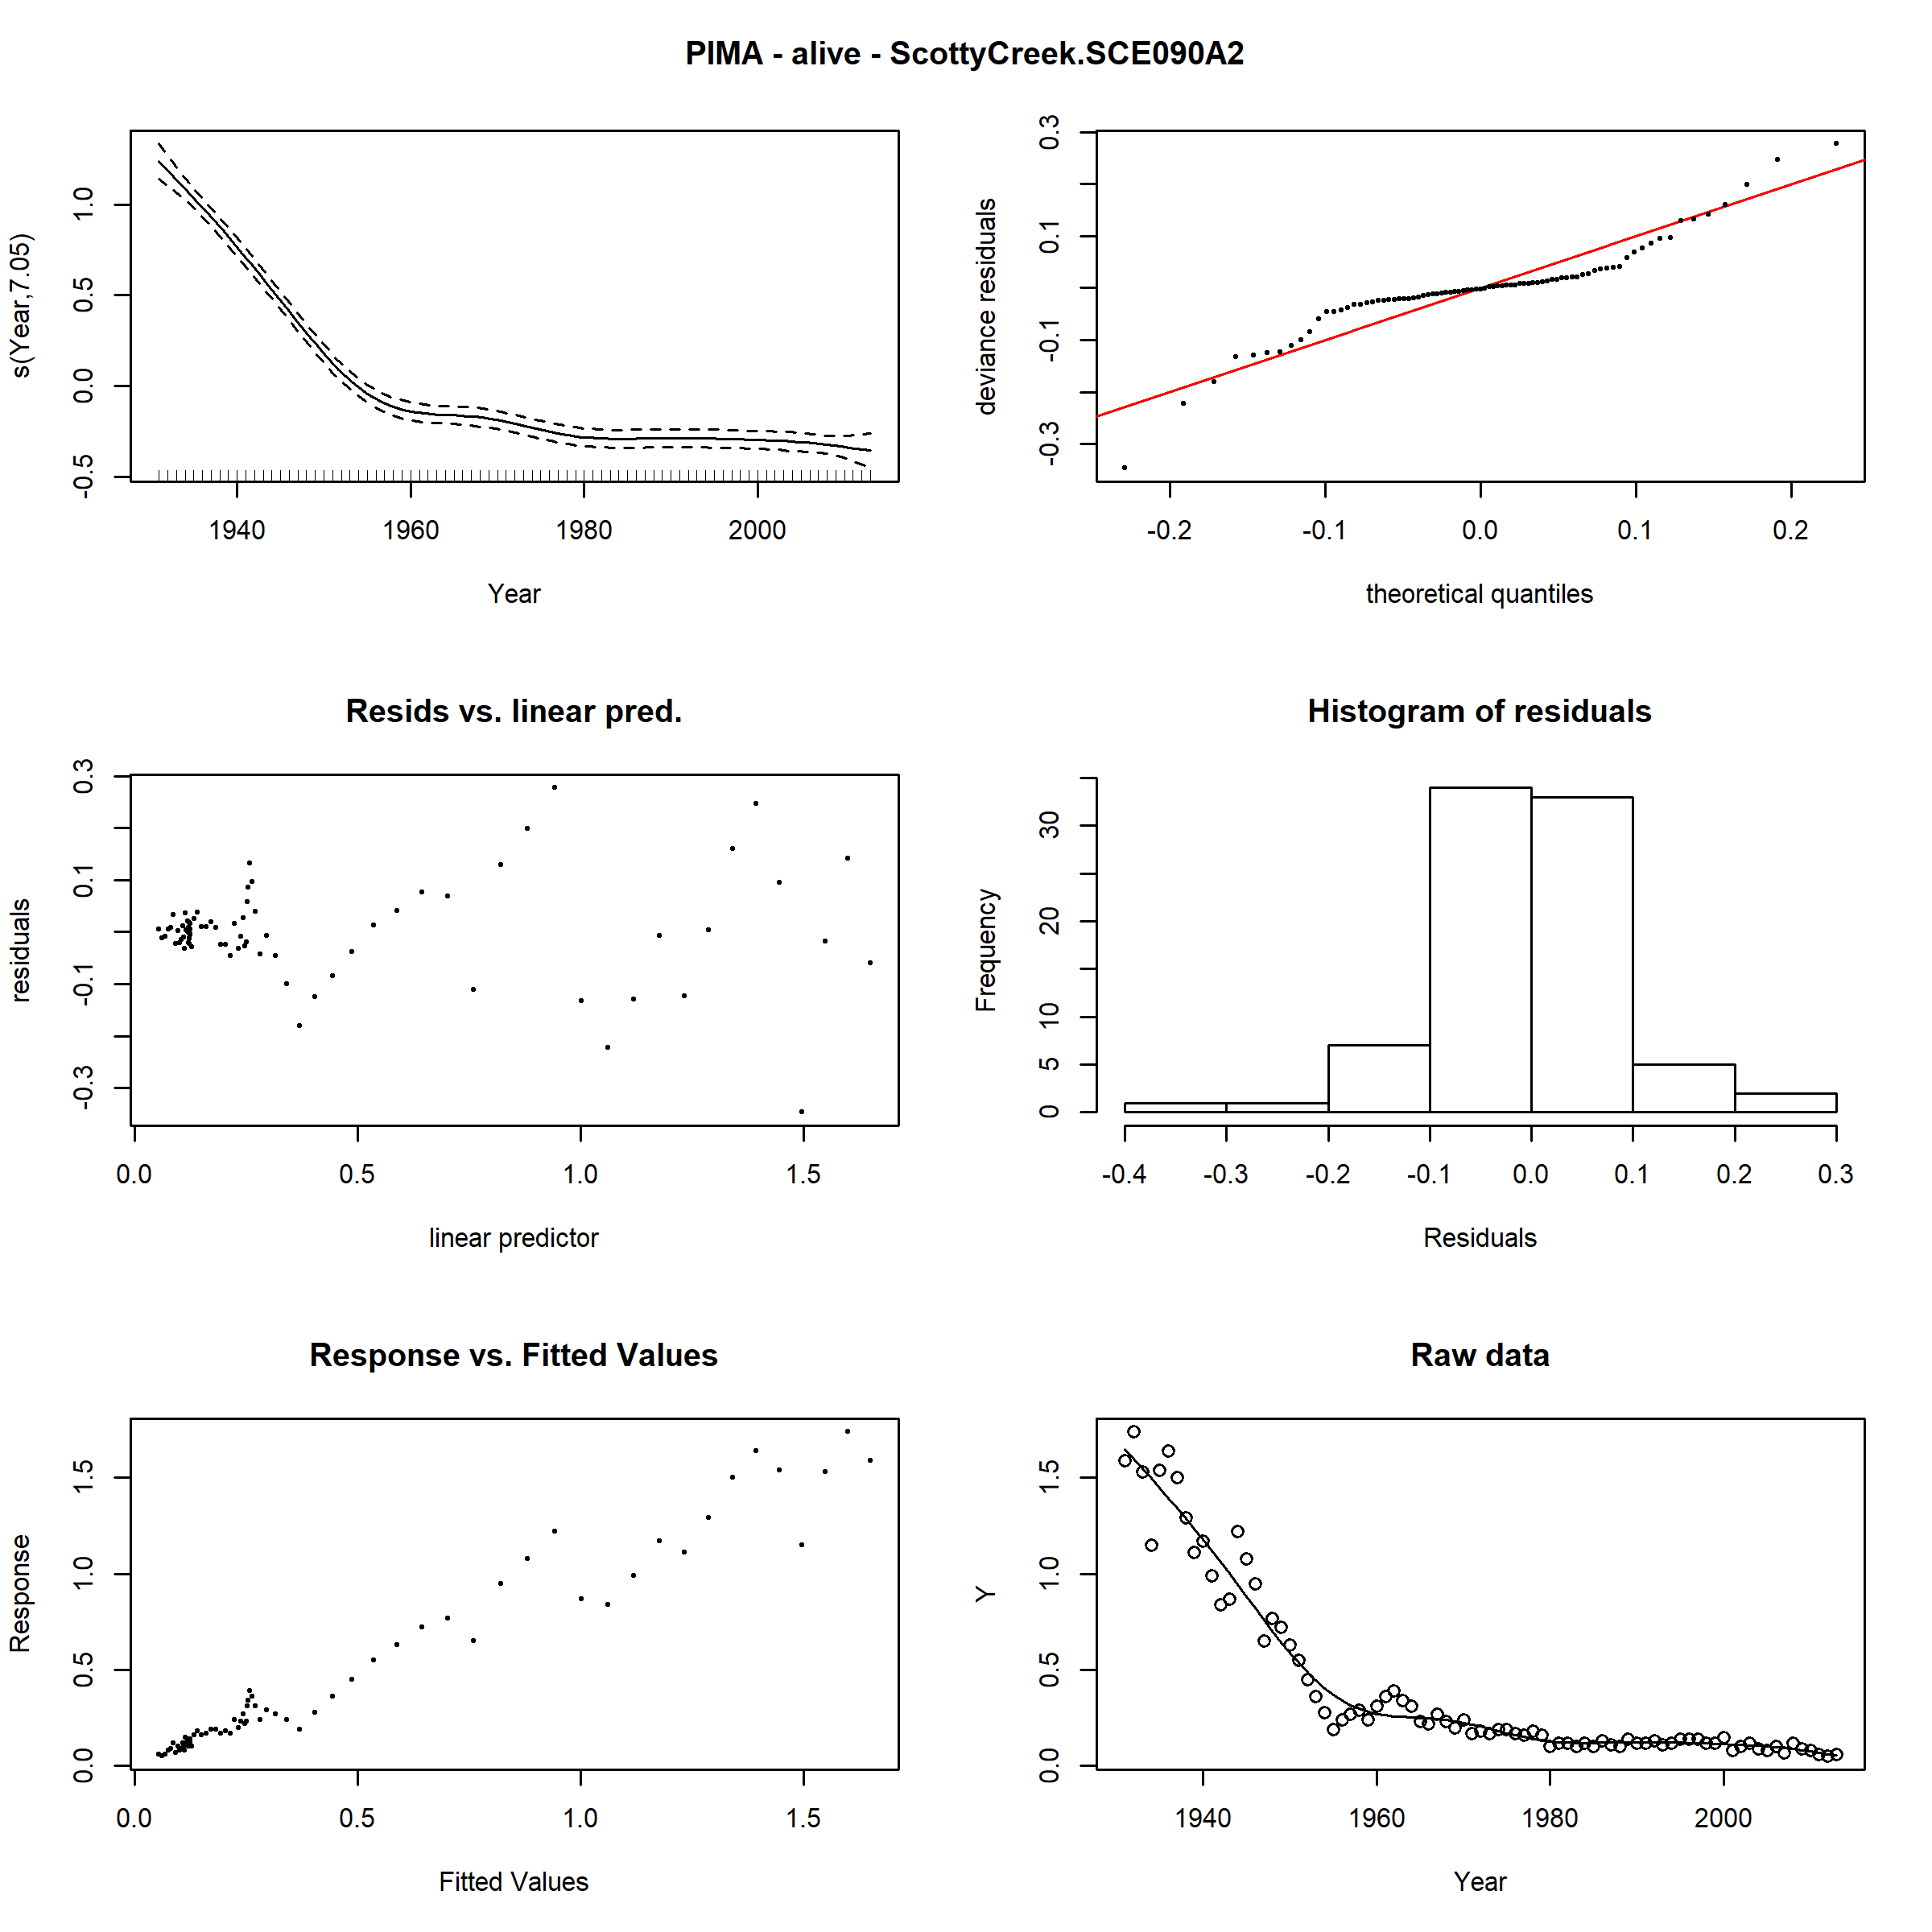 PIMA - alive - ScottyCreek.SCE090A2
s(Year,7.05)
-0.5 0.0 0.5 1.0
1940 1960 1980 2000
Year
deviance residuals
-0.3 -0.1 0.1 0.3
-0.2 -0.1 0.0 0.1 0.2
theoretical quantiles
Resids vs. linear pred.
residuals
-0.3 -0.1 0.1 0.3
0.0 0.5 1.0 1.5
linear predictor
Histogram of residuals
Frequency
0 5 10 20 30
-0.4 -0.3 -0.2 -0.1 0.0 0.1 0.2 0.3
Residuals
Response vs. Fitted Values
Response
0.0 0.5 1.0 1.5
0.0 0.5 1.0 1.5
Fitted Values
Raw data
Y
0.0 0.5 1.0 1.5
1940 1960 1980 2000
Year